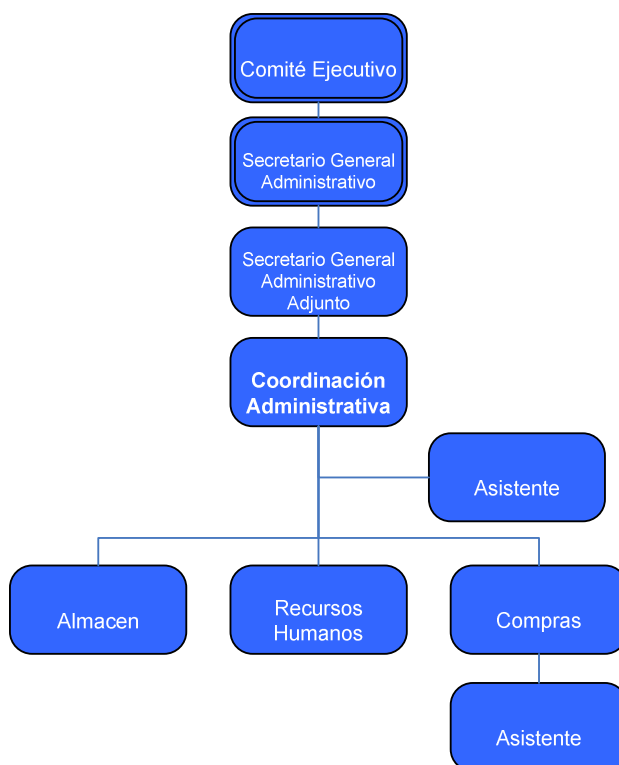 Comité Ejecutivo
Secretario General
Administrativo
Secretario General
Administrativo
Adjunto
Coordinación
Administrativa
Asistente
Almacen
Recursos
Humanos
Compras
Asistente